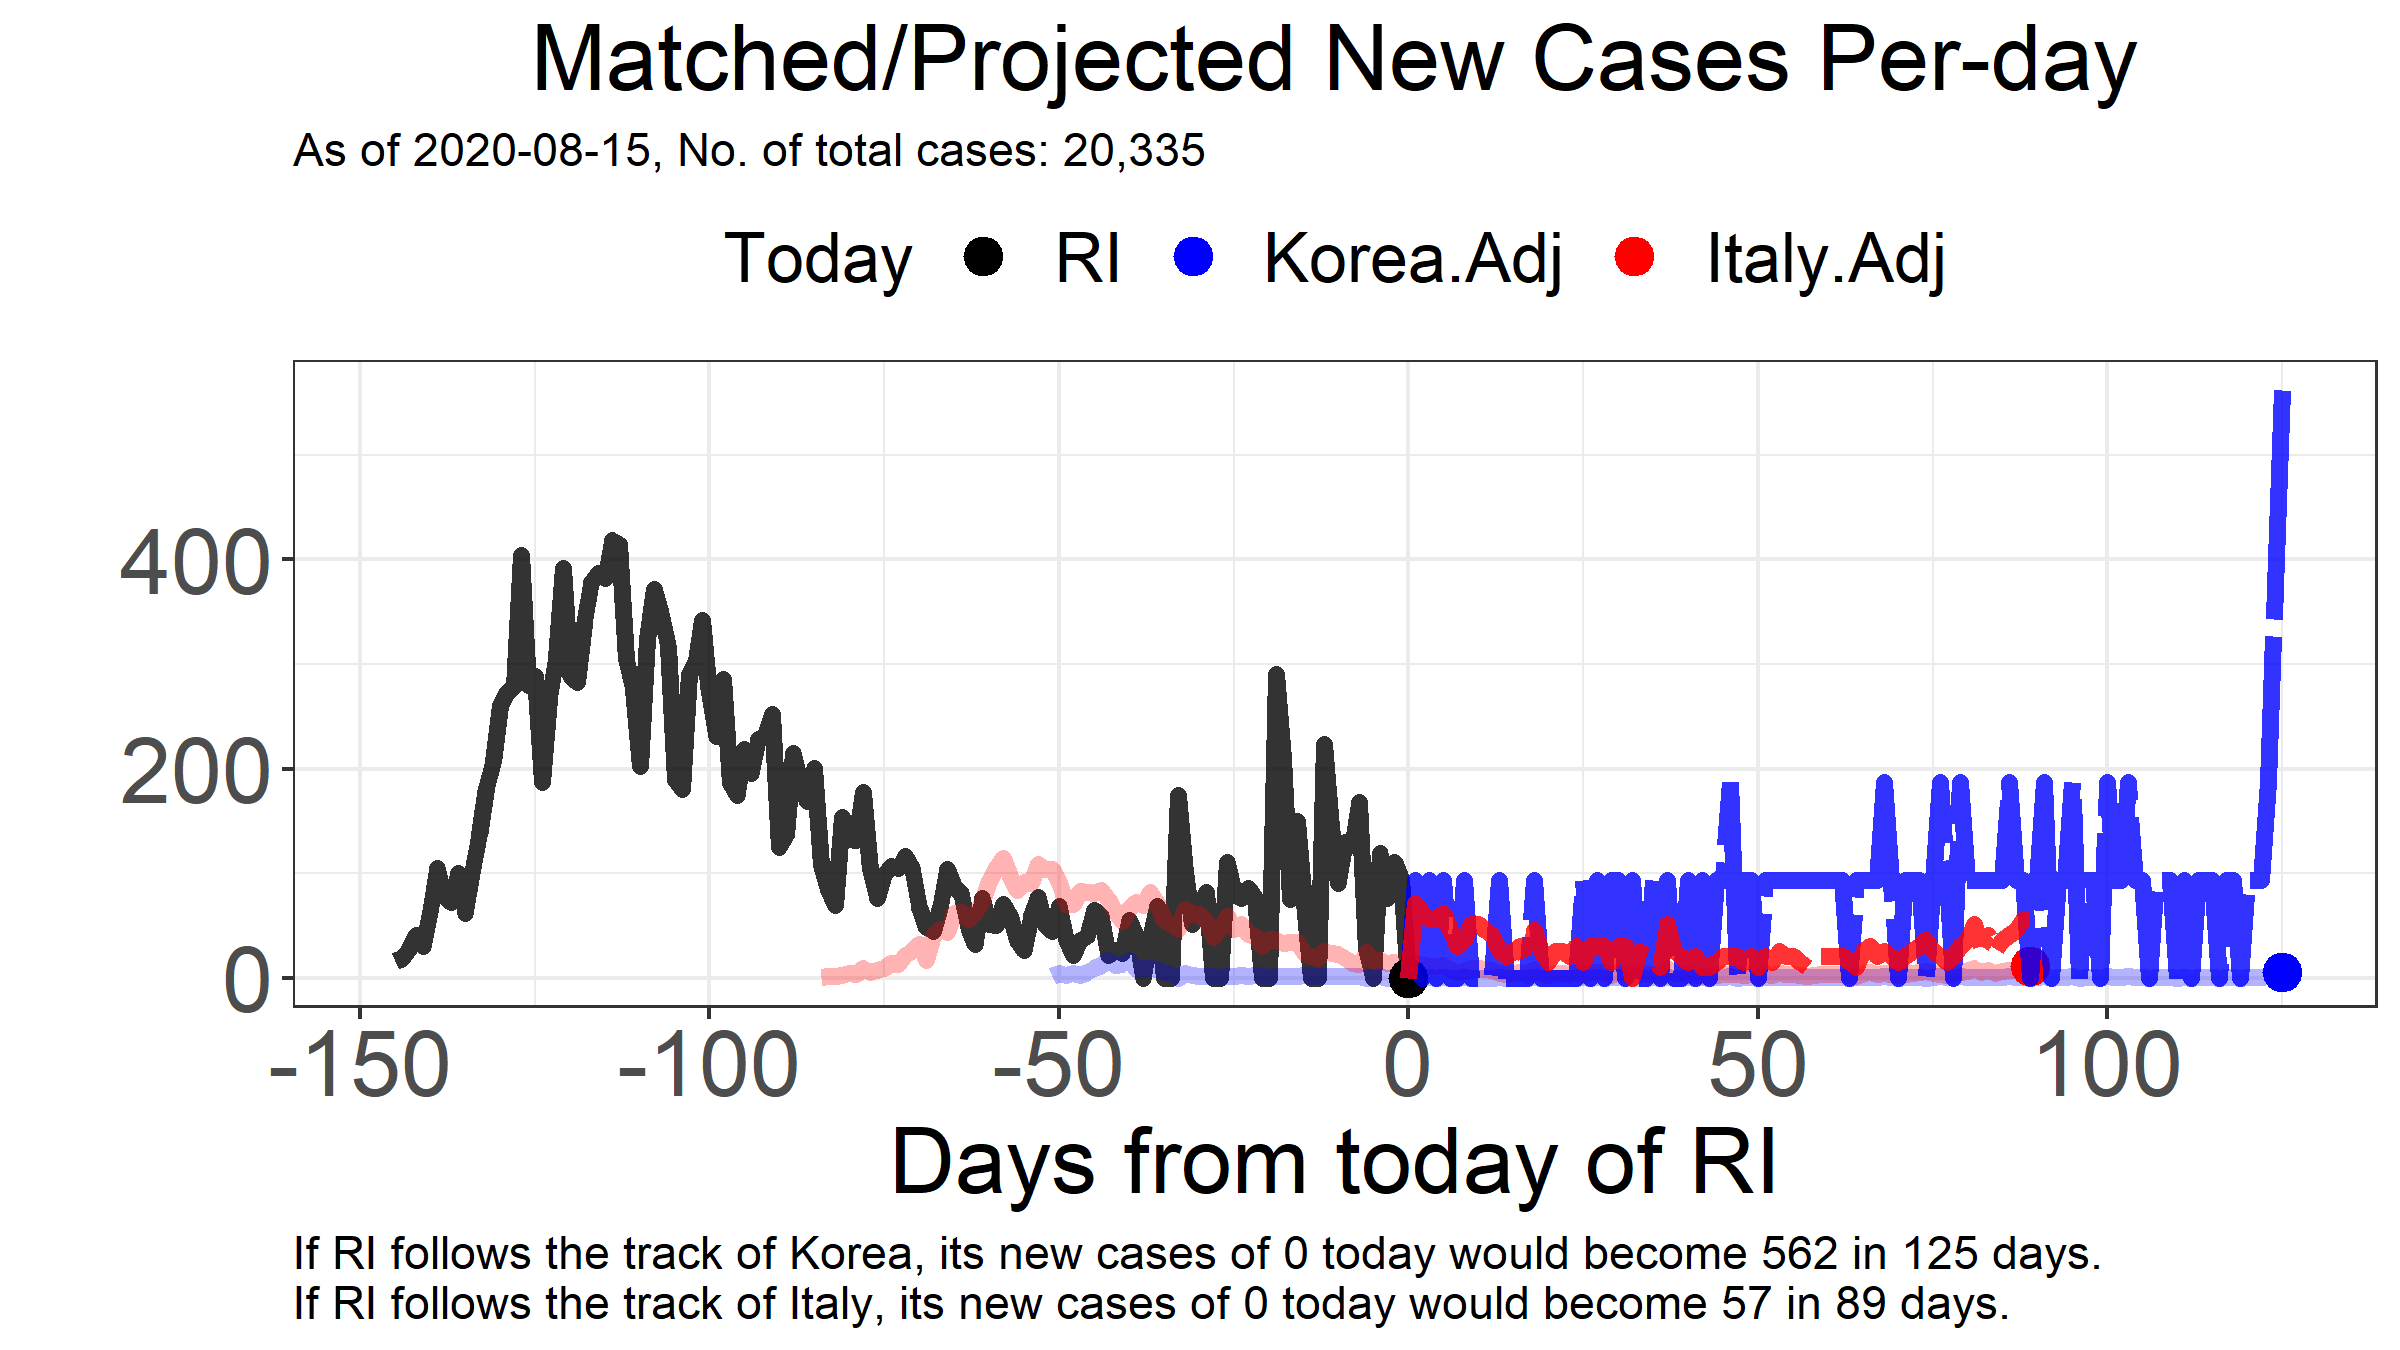 Matched/Projected New Cases Per-day
As of 2020-08-15, No. of total cases: 20,335
Today RI Korea.Adj Italy.Adj
400
200
0
-150 -100 -50 0 50 100
Days from today of RI
If RI follows the track of Korea, its new cases of 0 today would become 562 in 125 days.
If RI follows the track of Italy, its new cases of 0 today would become 57 in 89 days.